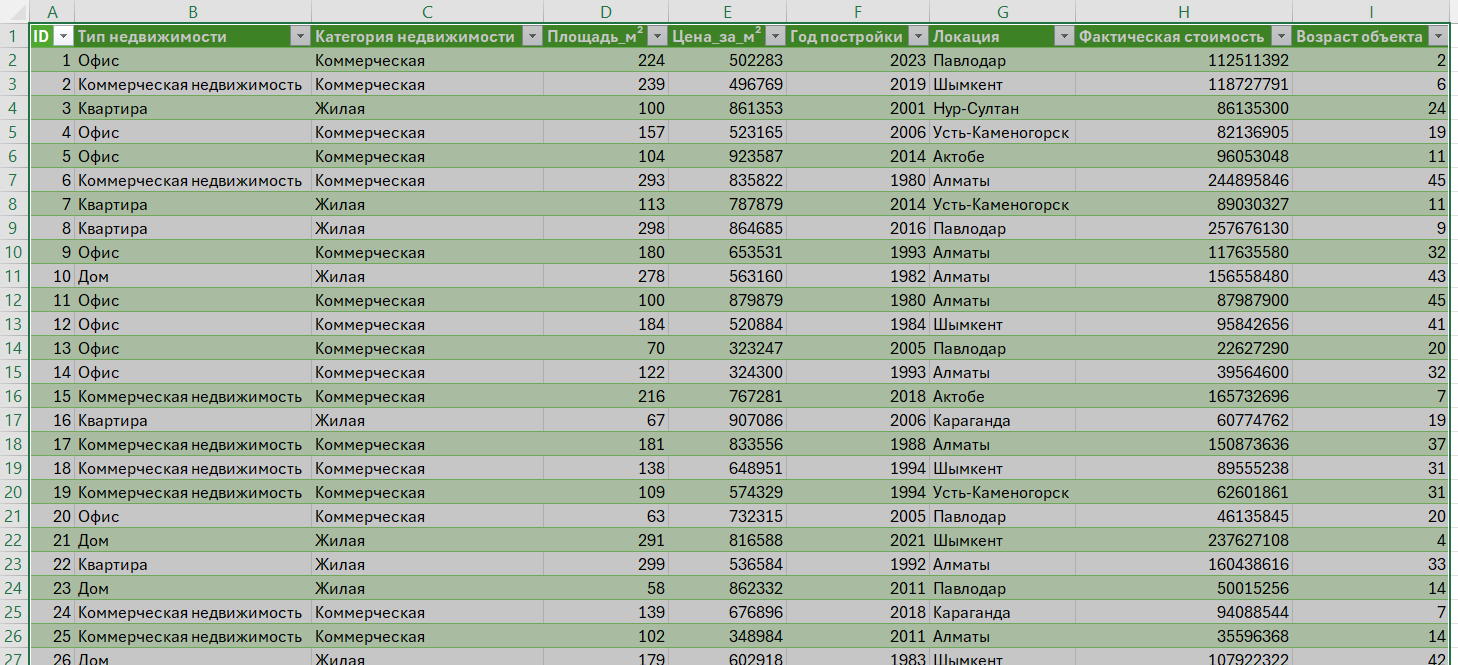 A B C D E F G H I
1 ID Тип недвижимости Категория недвижимости Площадь_м² Цена_за_м² Год постройки Локация Фактическая стоимость Возраст объекта
2 1 Офис Коммерческая 224 502283 2023 Павлодар 112511392 2
3 2 Коммерческая недвижимость Коммерческая 239 496769 2019 Шымкент 118727791 6
4 3 Квартира Жилая 100 861353 2001 Нур-Султан 86135300 24
5 4 Офис Коммерческая 157 523165 2006 Усть-Каменогорск 82136905 19
6 5 Офис Коммерческая 104 923587 2014 Актобе 96053048 11
7 6 Коммерческая недвижимость Коммерческая 293 835822 1980 Алматы 244895846 45
8 7 Квартира Жилая 113 787879 2014 Усть-Каменогорск 89030327 11
9 8 Квартира Жилая 298 864685 2016 Павлодар 257676130 9
10 9 Офис Коммерческая 180 653531 1993 Алматы 117635580 32
11 10 Дом Жилая 278 563160 1982 Алматы 156558480 43
12 11 Офис Коммерческая 100 879879 1980 Алматы 87987900 45
13 12 Офис Коммерческая 184 520884 1984 Шымкент 95842656 41
14 13 Офис Коммерческая 70 323247 2005 Павлодар 22627290 20
15 14 Офис Коммерческая 122 324300 1993 Алматы 39564600 32
16 15 Коммерческая недвижимость Коммерческая 216 767281 2018 Актобе 165732696 7
17 16 Квартира Жилая 67 907086 2006 Караганда 60774762 19
18 17 Коммерческая недвижимость Коммерческая 181 833556 1988 Алматы 150873636 37
19 18 Коммерческая недвижимость Коммерческая 138 648951 1994 Шымкент 89555238 31
20 19 Коммерческая недвижимость Коммерческая 109 574329 1994 Усть-Каменогорск 62601861 31
21 20 Офис Коммерческая 63 732315 2005 Павлодар 46135845 20
22 21 Дом Жилая 291 816588 2021 Шымкент 237627108 4
23 22 Квартира Жилая 299 536584 1992 Алматы 160438616 33
24 23 Дом Жилая 58 862332 2011 Павлодар 50015256 14
25 24 Коммерческая недвижимость Коммерческая 139 676896 2018 Караганда 94088544 7
26 25 Коммерческая недвижимость Коммерческая 102 348984 2011 Алматы 35596368 14
27 26 Дом Жилая 179 602918 1983 Шымкент 107922322 42